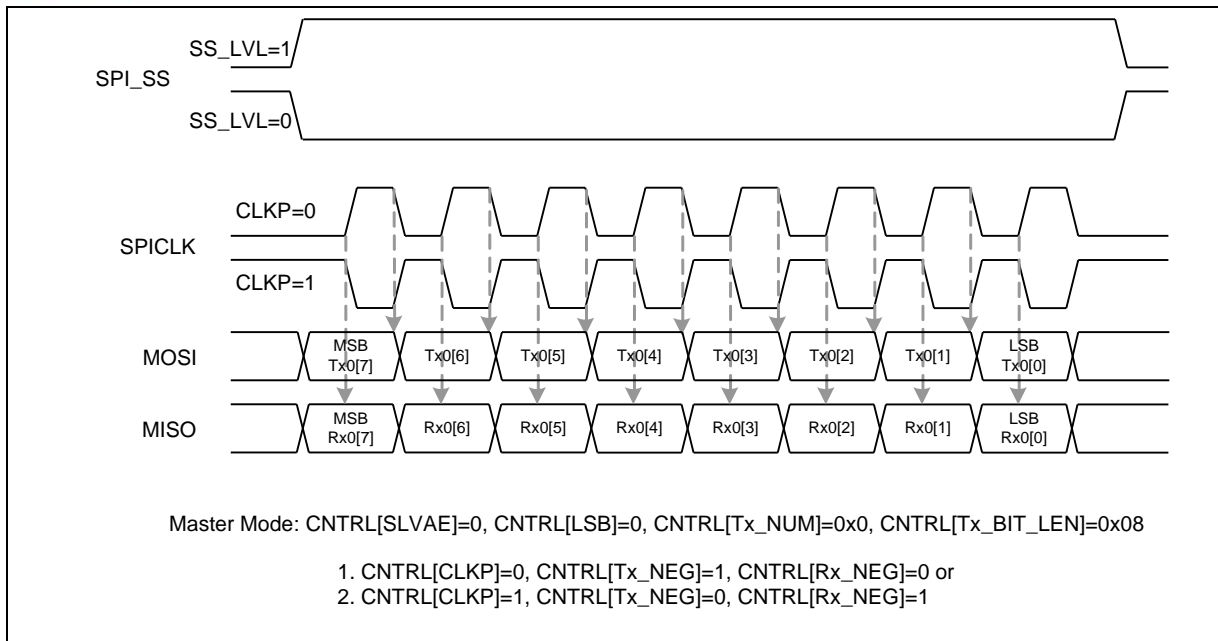 SS_LVL=1
SPI_SS
SS_LVL=0
CLKP=0
SPICLK
CLKP=1
MOSI
MSB
Tx0[7]
Tx0[6]
Tx0[5]
Tx0[4]
Tx0[3]
Tx0[2]
Tx0[1]
LSB
Tx0[0]
MISO
MSB
Rx0[7]
Rx0[6]
Rx0[5]
Rx0[4]
Rx0[3]
Rx0[2]
Rx0[1]
LSB
Rx0[0]
Master Mode: CNTRL[SLVAE]=0, CNTRL[LSB]=0, CNTRL[Tx_NUM]=0x0, CNTRL[Tx_BIT_LEN]=0x08
1. CNTRL[CLKP]=0, CNTRL[Tx_NEG]=1, CNTRL[Rx_NEG]=0 or
2. CNTRL[CLKP]=1, CNTRL[Tx_NEG]=0, CNTRL[Rx_NEG]=1